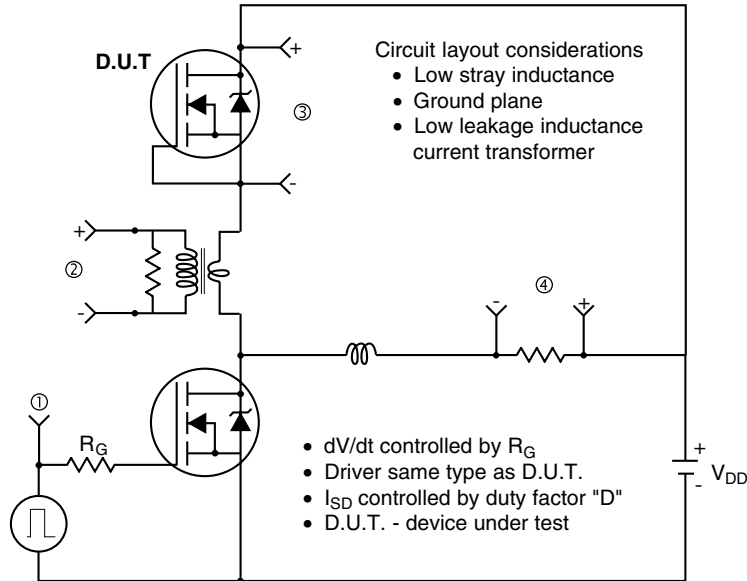 D.U.T
+
Circuit layout considerations
• Low stray inductance
• Ground plane
• Low leakage inductance
current transformer
③
-
+
②
-
-
④
+
①
R_G
• dV/dt controlled by R_G
• Driver same type as D.U.T.
• I_SD controlled by duty factor "D"
• D.U.T. - device under test
+
V_DD
-